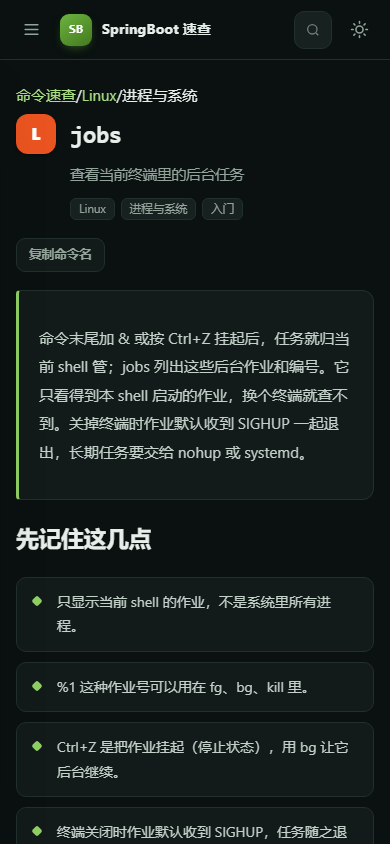 SB SpringBoot 速查
命令速查/Linux/进程与系统
L jobs
查看当前终端里的后台任务
Linux 进程与系统 入门
复制命令名
命令末尾加 & 或按 Ctrl+Z 挂起后，任务就归当
前 shell 管；jobs 列出这些后台作业和编号。它
只看得到本 shell 启动的作业，换个终端就查不
到。关掉终端时作业默认收到 SIGHUP 一起退
出，长期任务要交给 nohup 或 systemd。
先记住这几点
只显示当前 shell 的作业，不是系统里所有进
程。
%1 这种作业号可以用在 fg、bg、kill 里。
Ctrl+Z 是把作业挂起（停止状态），用 bg 让它
后台继续。
终端关闭时作业默认收到 SIGHUP，任务随之退